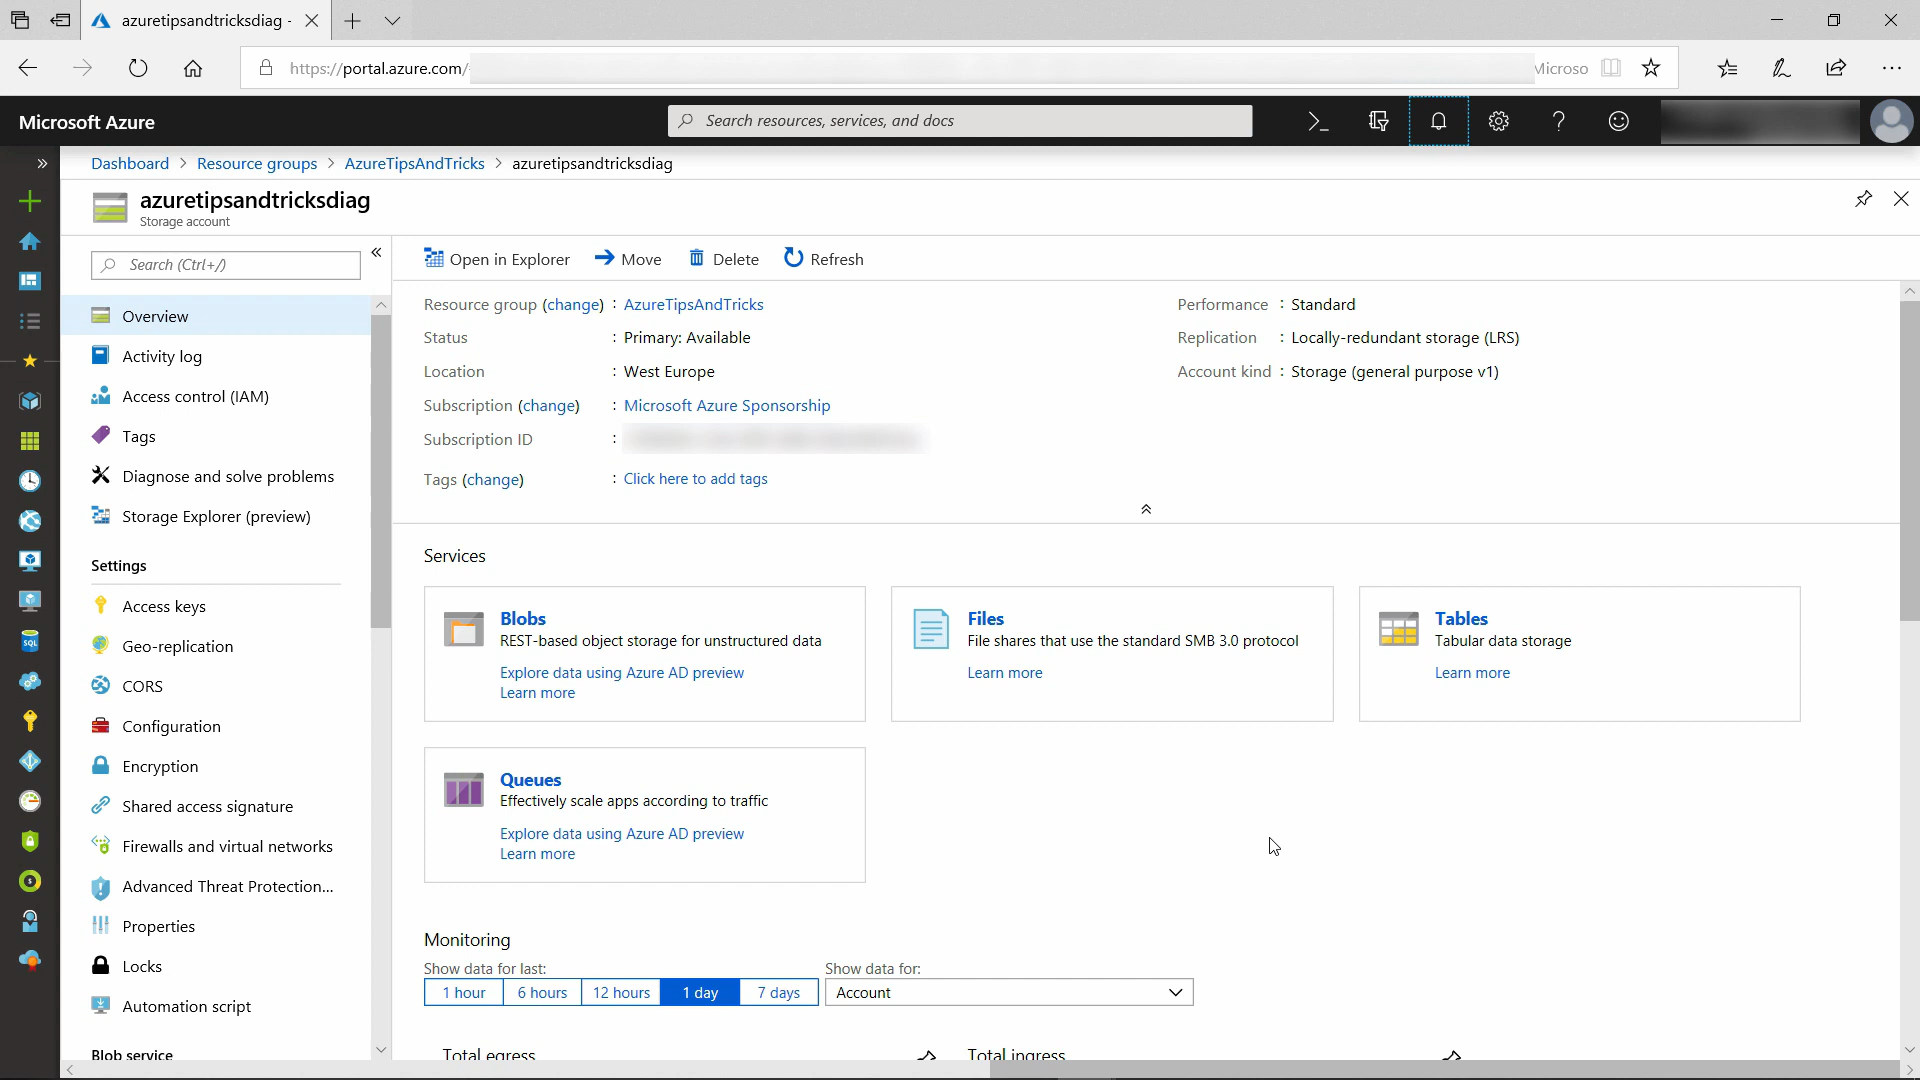 azuretipsandtricksdiag -
https://portal.azure.com/
Microso
Microsoft Azure
Search resources, services, and docs
Dashboard > Resource groups > AzureTipsAndTricks > azuretipsandtricksdiag
azuretipsandtricksdiag
Storage account
Search (Ctrl+/)
Overview
Activity log
Access control (IAM)
Tags
Diagnose and solve problems
Storage Explorer (preview)
Settings
Access keys
Geo-replication
CORS
Configuration
Encryption
Shared access signature
Firewalls and virtual networks
Advanced Threat Protection...
Properties
Locks
Automation script
Blob service
Open in Explorer Move Delete Refresh
Resource group (change) : AzureTipsAndTricks
Status : Primary: Available
Location : West Europe
Subscription (change) : Microsoft Azure Sponsorship
Subscription ID :
Tags (change) : Click here to add tags
Performance : Standard
Replication : Locally-redundant storage (LRS)
Account kind : Storage (general purpose v1)
Services
Blobs
REST-based object storage for unstructured data
Explore data using Azure AD preview
Learn more
Files
File shares that use the standard SMB 3.0 protocol
Learn more
Tables
Tabular data storage
Learn more
Queues
Effectively scale apps according to traffic
Explore data using Azure AD preview
Learn more
Monitoring
Show data for last:
1 hour 6 hours 12 hours 1 day 7 days
Show data for:
Account
Total egress
Total ingress